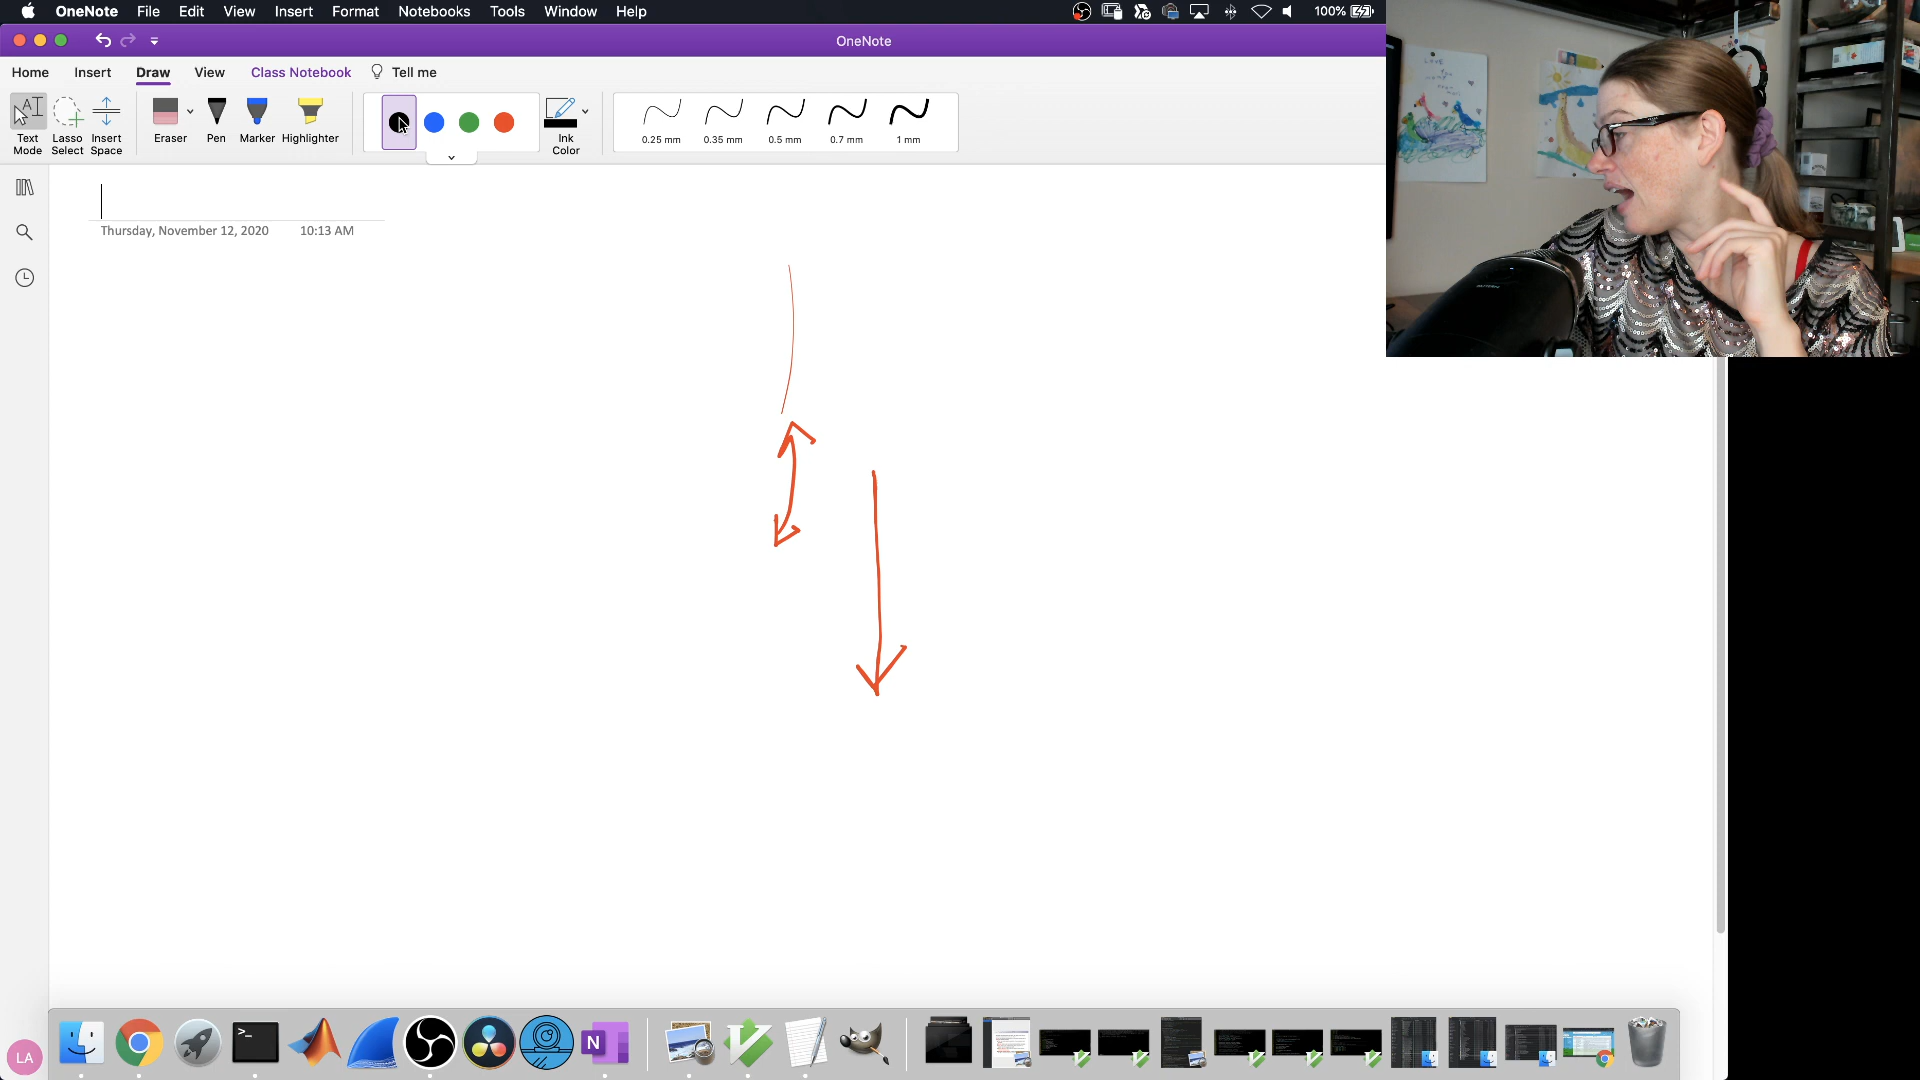 OneNote File Edit View Insert Format Notebooks Tools Window Help 100%
OneNote
Home Insert Draw View Class Notebook Tell me
Text Mode
Lasso Select
Insert Space
Eraser
Pen
Marker
Highlighter
Ink Color
0.25 mm
0.35 mm
0.5 mm
0.7 mm
1 mm
Thursday, November 12, 2020 10:13 AM
>_
N
LA